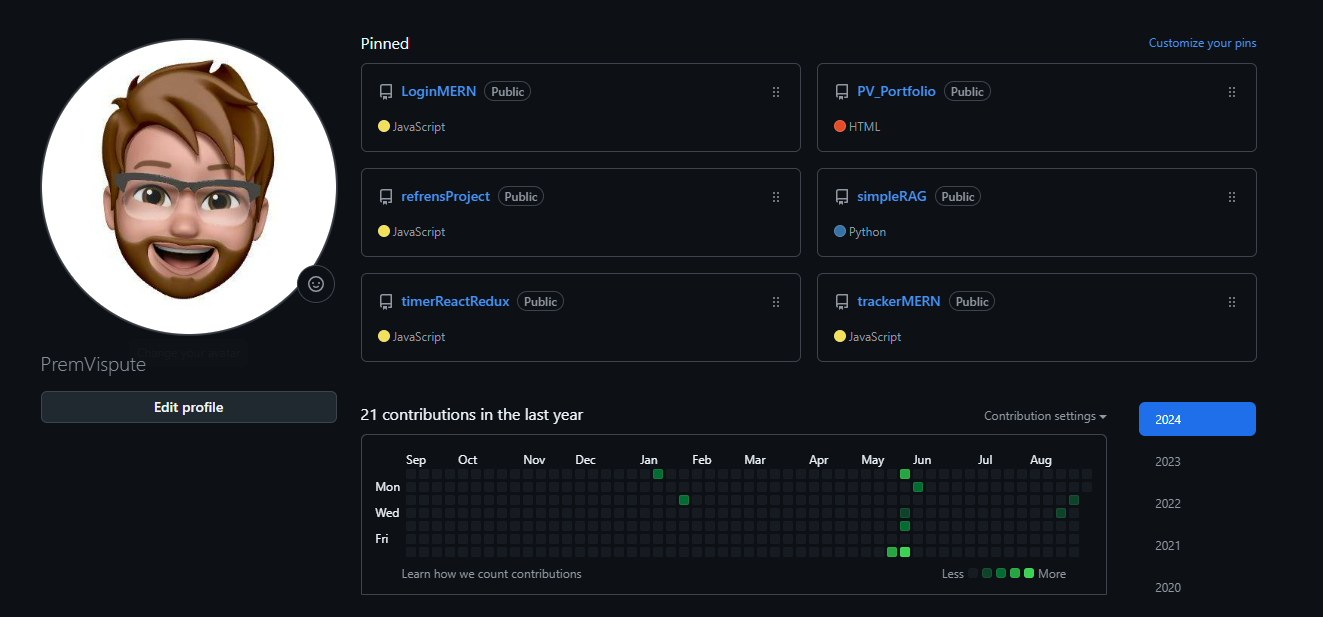 Pinned
Customize your pins
LoginMERN Public
JavaScript
PV_Portfolio Public
HTML
refrensProject Public
JavaScript
simpleRAG Public
Python
timerReactRedux Public
JavaScript
trackerMERN Public
JavaScript
Change your avatar
PremVispute
Edit profile
21 contributions in the last year
Contribution settings
Sep Oct Nov Dec Jan Feb Mar Apr May Jun Jul Aug
Mon
Wed
Fri
Learn how we count contributions
Less More
2024
2023
2022
2021
2020